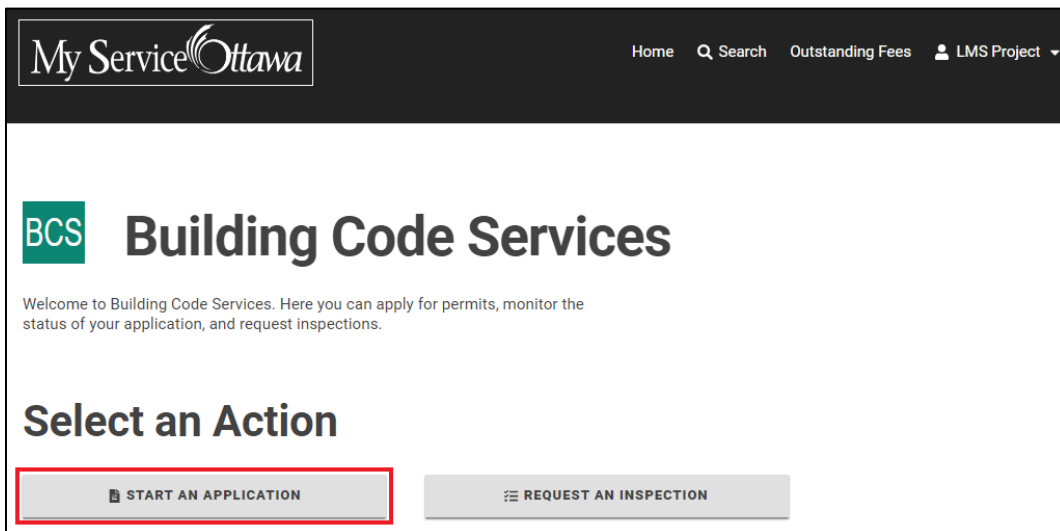 My Service Ottawa
Home Search Outstanding Fees LMS Project
BCS Building Code Services
Welcome to Building Code Services. Here you can apply for permits, monitor the
status of your application, and request inspections.
Select an Action
START AN APPLICATION REQUEST AN INSPECTION